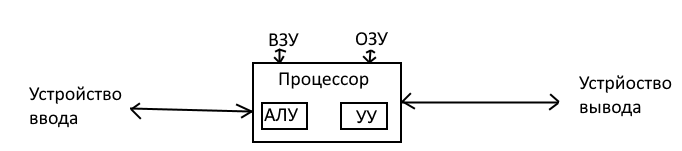 ВЗУ ОЗУ
Процессор
Устройство
ввода
АЛУ УУ
Устрйоство
вывода